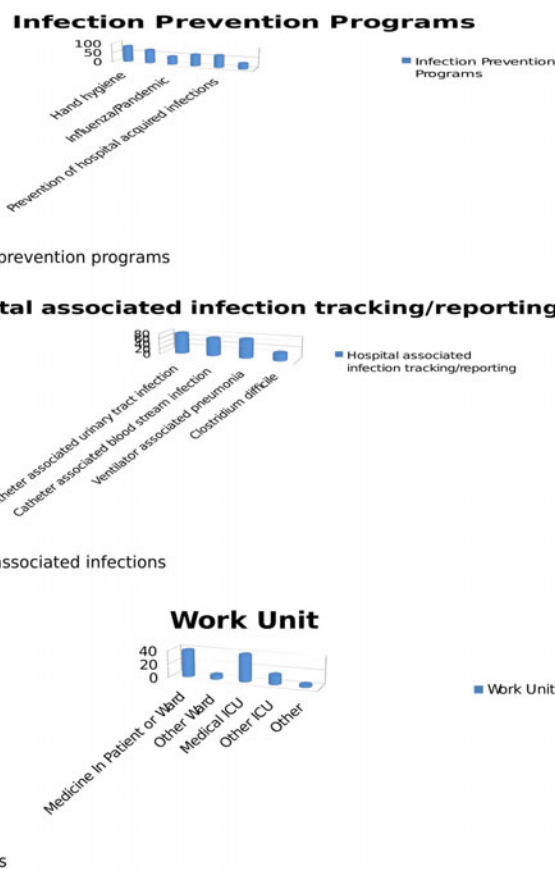 Infection Prevention Programs
100
50
0
Infection Prevention
Programs
Hand hygiene
Influenza/Pandemic
Prevention of hospital acquired infections
prevention programs
tal associated infection tracking/reporting
80
0
Hospital associated
infection tracking/reporting
heter associated urinary tract infection
Catheter associated blood stream infection
Ventilator associated pneumonia
Clostridium difficile
associated infections
Work Unit
40
20
0
Work Unit
Medicine In Patient or Ward
Other Ward
Medical ICU
Other ICU
Other
s